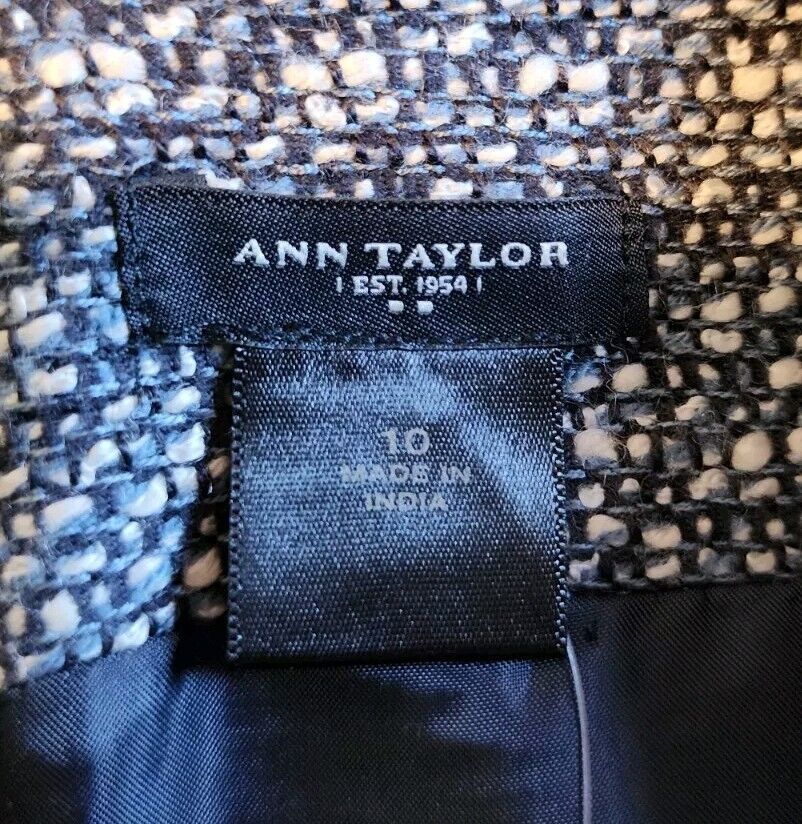 ANN TAYLOR
| EST. 1954 |
10
MADE IN
INDIA